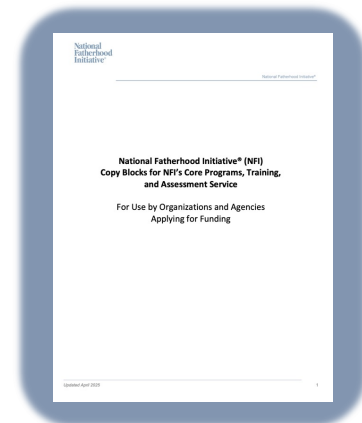 National
Fatherhood
Initiative®
National Fatherhood Initiative®
National Fatherhood Initiative® (NFI)
Copy Blocks for NFI's Core Programs, Training,
and Assessment Service
For Use by Organizations and Agencies
Applying for Funding
Updated April 2025
1